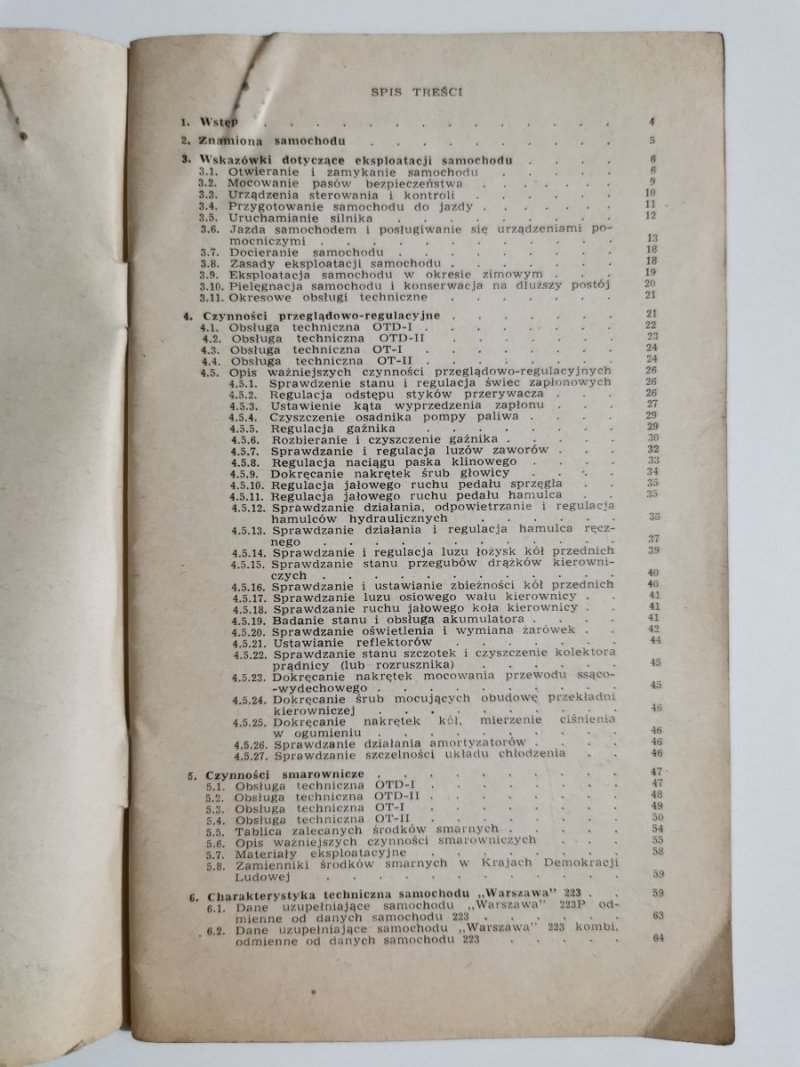 SPIS TREŚCI
1. Wstęp . . . . . . . . . . . . . . 4
2. Znamiona samochodu . . . . . . . . . . 5
3. Wskazówki dotyczące eksploatacji samochodu . . . . 6
3.1. Otwieranie i zamykanie samochodu . . . . . 6
3.2. Mocowanie pasów bezpieczeństwa . . . . . . 9
3.3. Urządzenia sterowania i kontroli . . . . . . 10
3.4. Przygotowanie samochodu do jazdy . . . . . . 11
3.5. Uruchamianie silnika . . . . . . . . . 12
3.6. Jazda samochodem i posługiwanie się urządzeniami po-
mocniczymi . . . . . . . . . . . . 13
3.7. Docieranie samochodu . . . . . . . . . 18
3.8. Zasady eksploatacji samochodu . . . . . . . 18
3.9. Eksploatacja samochodu w okresie zimowym . . . 19
3.10. Pielęgnacja samochodu i konserwacja na dłuższy postój 20
3.11. Okresowe obsługi techniczne . . . . . . . 21
4. Czynności przeglądowo-regulacyjne . . . . . . . 21
4.1. Obsługa techniczna OTD-I . . . . . . . . 22
4.2. Obsługa techniczna OTD-II . . . . . . . 23
4.3. Obsługa techniczna OT-I . . . . . . . . 24
4.4. Obsługa techniczna OT-II . . . . . . . . 24
4.5. Opis ważniejszych czynności przeglądowo-regulacyjnych 26
4.5.1. Sprawdzenie stanu i regulacja świec zapłonowych 26
4.5.2. Regulacja odstępu styków przerywacza . . . 26
4.5.3. Ustawienie kąta wyprzedzenia zapłonu . . . 27
4.5.4. Czyszczenie osadnika pompy paliwa . . . . 29
4.5.5. Regulacja gaźnika . . . . . . . . 29
4.5.6. Rozbieranie i czyszczenie gaźnika . . . . . 30
4.5.7. Sprawdzanie i regulacja luzów zaworów . . . 32
4.5.8. Regulacja naciągu paska klinowego . . . . 33
4.5.9. Dokręcanie nakrętek śrub głowicy . . . . 34
4.5.10. Regulacja jałowego ruchu pedału sprzęgła . . 35
4.5.11. Regulacja jałowego ruchu pedału hamulca . . 35
4.5.12. Sprawdzanie działania, odpowietrzanie i regulacja
hamulców hydraulicznych . . . . . . 36
4.5.13. Sprawdzanie działania i regulacja hamulca ręcz-
nego . . . . . . . . . . . . 37
4.5.14. Sprawdzanie i regulacja luzu łożysk kół przednich 39
4.5.15. Sprawdzanie stanu przegubów drążków kierowni-
czych . . . . . . . . . . . . 40
4.5.16. Sprawdzanie i ustawianie zbieżności kół przednich 40
4.5.17. Sprawdzanie luzu osiowego wału kierownicy . . 41
4.5.18. Sprawdzanie ruchu jałowego koła kierownicy . . 41
4.5.19. Badanie stanu i obsługa akumulatora . . . . 41
4.5.20. Sprawdzanie oświetlenia i wymiana żarówek . . 42
4.5.21. Ustawianie reflektorów . . . . . . . 44
4.5.22. Sprawdzanie stanu szczotek i czyszczenie kolektora
prądnicy (lub rozrusznika) . . . . . . 45
4.5.23. Dokręcanie nakrętek mocowania przewodu ssąco-
-wydechowego . . . . . . . . . . 45
4.5.24. Dokręcanie śrub mocujących obudowę przekładni
kierowniczej . . . . . . . . . . 46
4.5.25. Dokręcanie nakrętek kół, mierzenie ciśnienia
w ogumieniu . . . . . . . . . . 46
4.5.26. Sprawdzanie działania amortyzatorów . . . . 46
4.5.27. Sprawdzanie szczelności układu chłodzenia . . 46
5. Czynności smarownicze . . . . . . . . . . 47
5.1. Obsługa techniczna OTD-I . . . . . . . . 47
5.2. Obsługa techniczna OTD-II . . . . . . . . 48
5.3. Obsługa techniczna OT-I . . . . . . . . 49
5.4. Obsługa techniczna OT-II . . . . . . . . 50
5.5. Tablica zalecanych środków smarnych . . . . . 54
5.6. Opis ważniejszych czynności smarowniczych . . . 55
5.7. Materiały eksploatacyjne . . . . . . . . 58
5.8. Zamienniki środków smarnych w Krajach Demokracji
Ludowej . . . . . . . . . . . . 59
6. Charakterystyka techniczna samochodu „Warszawa" 223 . . 59
6.1. Dane uzupełniające samochodu „Warszawa" 223P od-
mienne od danych samochodu 223 . . . . . . 63
6.2. Dane uzupełniające samochodu „Warszawa" 223 kombi,
odmienne od danych samochodu 223 . . . . . 64